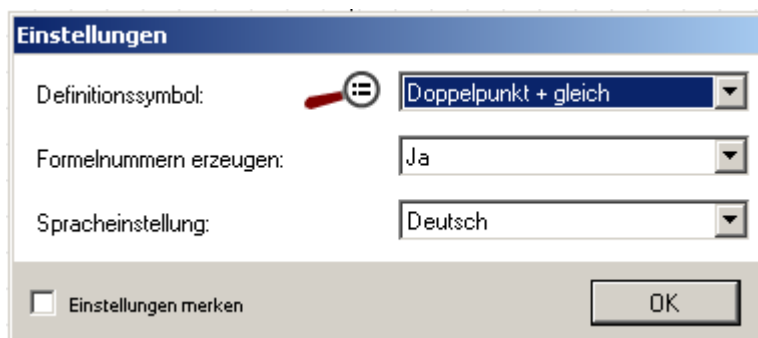 Einstellungen
Definitionssymbol: := Doppelpunkt + gleich
Formelnummern erzeugen: Ja
Spracheinstellung: Deutsch
Einstellungen merken OK